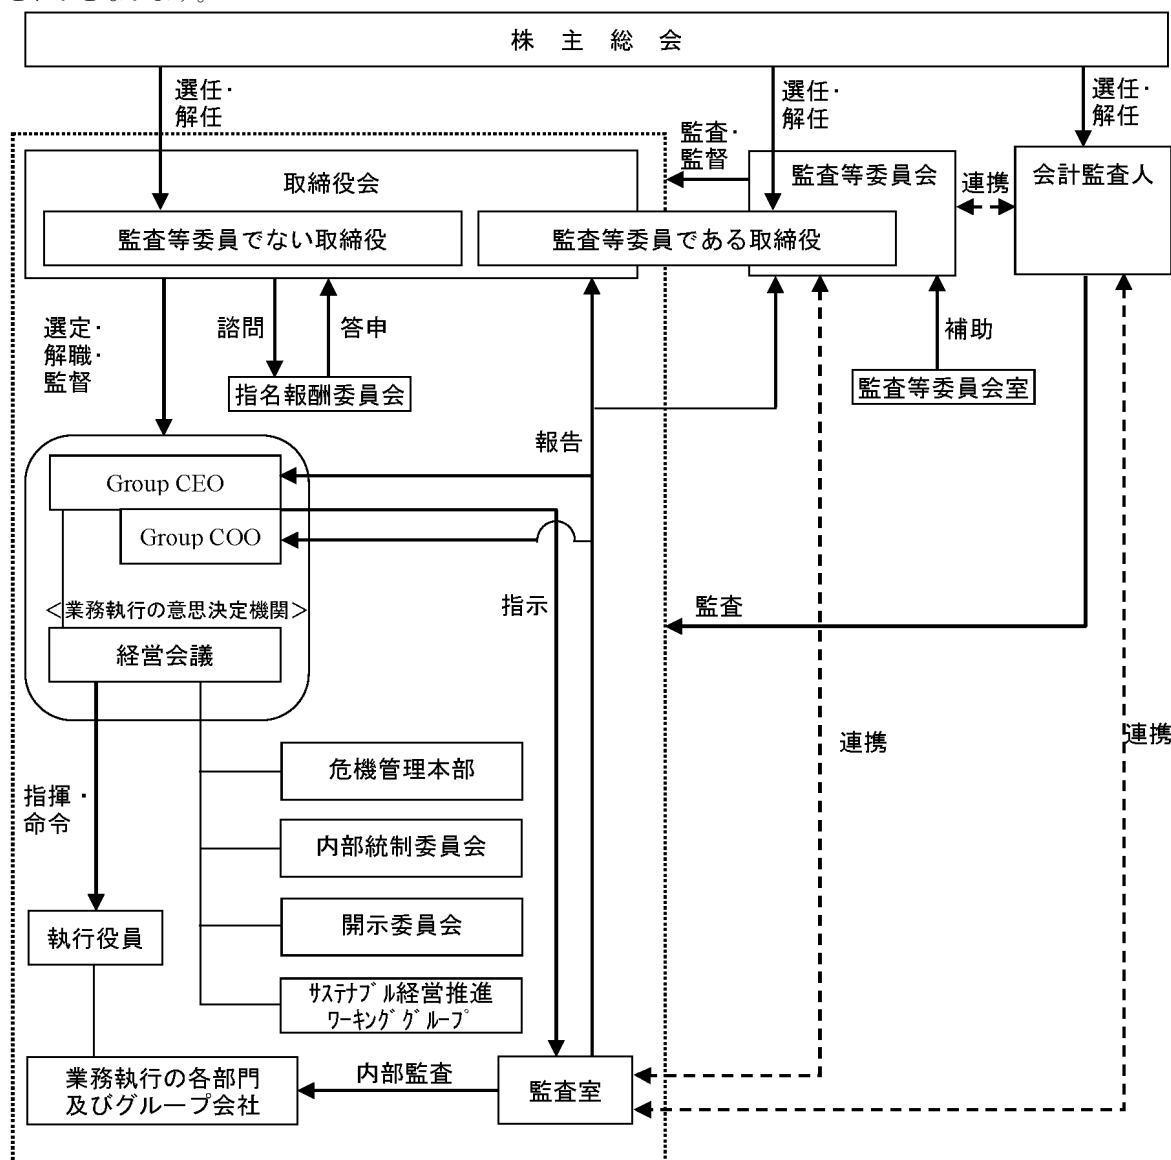 株主総会
選任・
解任
選任・
解任
選任・
解任
監査・
監督
取締役会
監査等委員会
連携
会計監査人
監査等委員でない取締役
監査等委員である取締役
選定・
解職・
監督
諮問
答申
補助
指名報酬委員会
監査等委員会室
報告
Group CEO
Group COO
指示
監査
＜業務執行の意思決定機関＞
経営会議
連携
連携
危機管理本部
指揮・
命令
内部統制委員会
開示委員会
執行役員
ｻｽﾃﾅﾌﾞﾙ経営推進
ﾜｰｷﾝｸﾞｸﾞﾙｰﾌﾟ
業務執行の各部門
及びグループ会社
内部監査
監査室